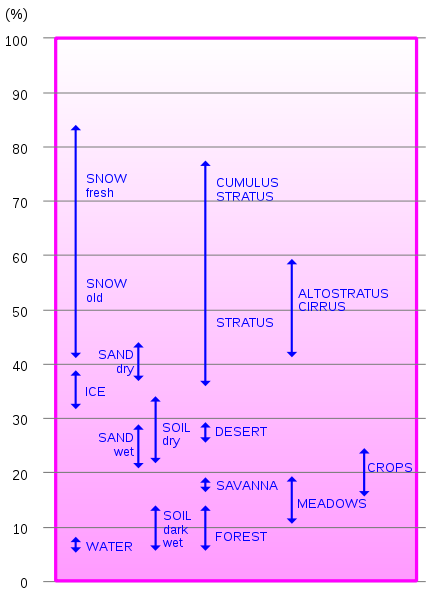 (%)
100
90
80
70
60
50
40
30
20
10
0
SNOW
fresh
SNOW
old
ICE
WATER
SAND
dry
SAND
wet
SOIL
dry
SOIL
dark
wet
CUMULUS
STRATUS
STRATUS
DESERT
SAVANNA
FOREST
ALTOSTRATUS
CIRRUS
MEADOWS
CROPS